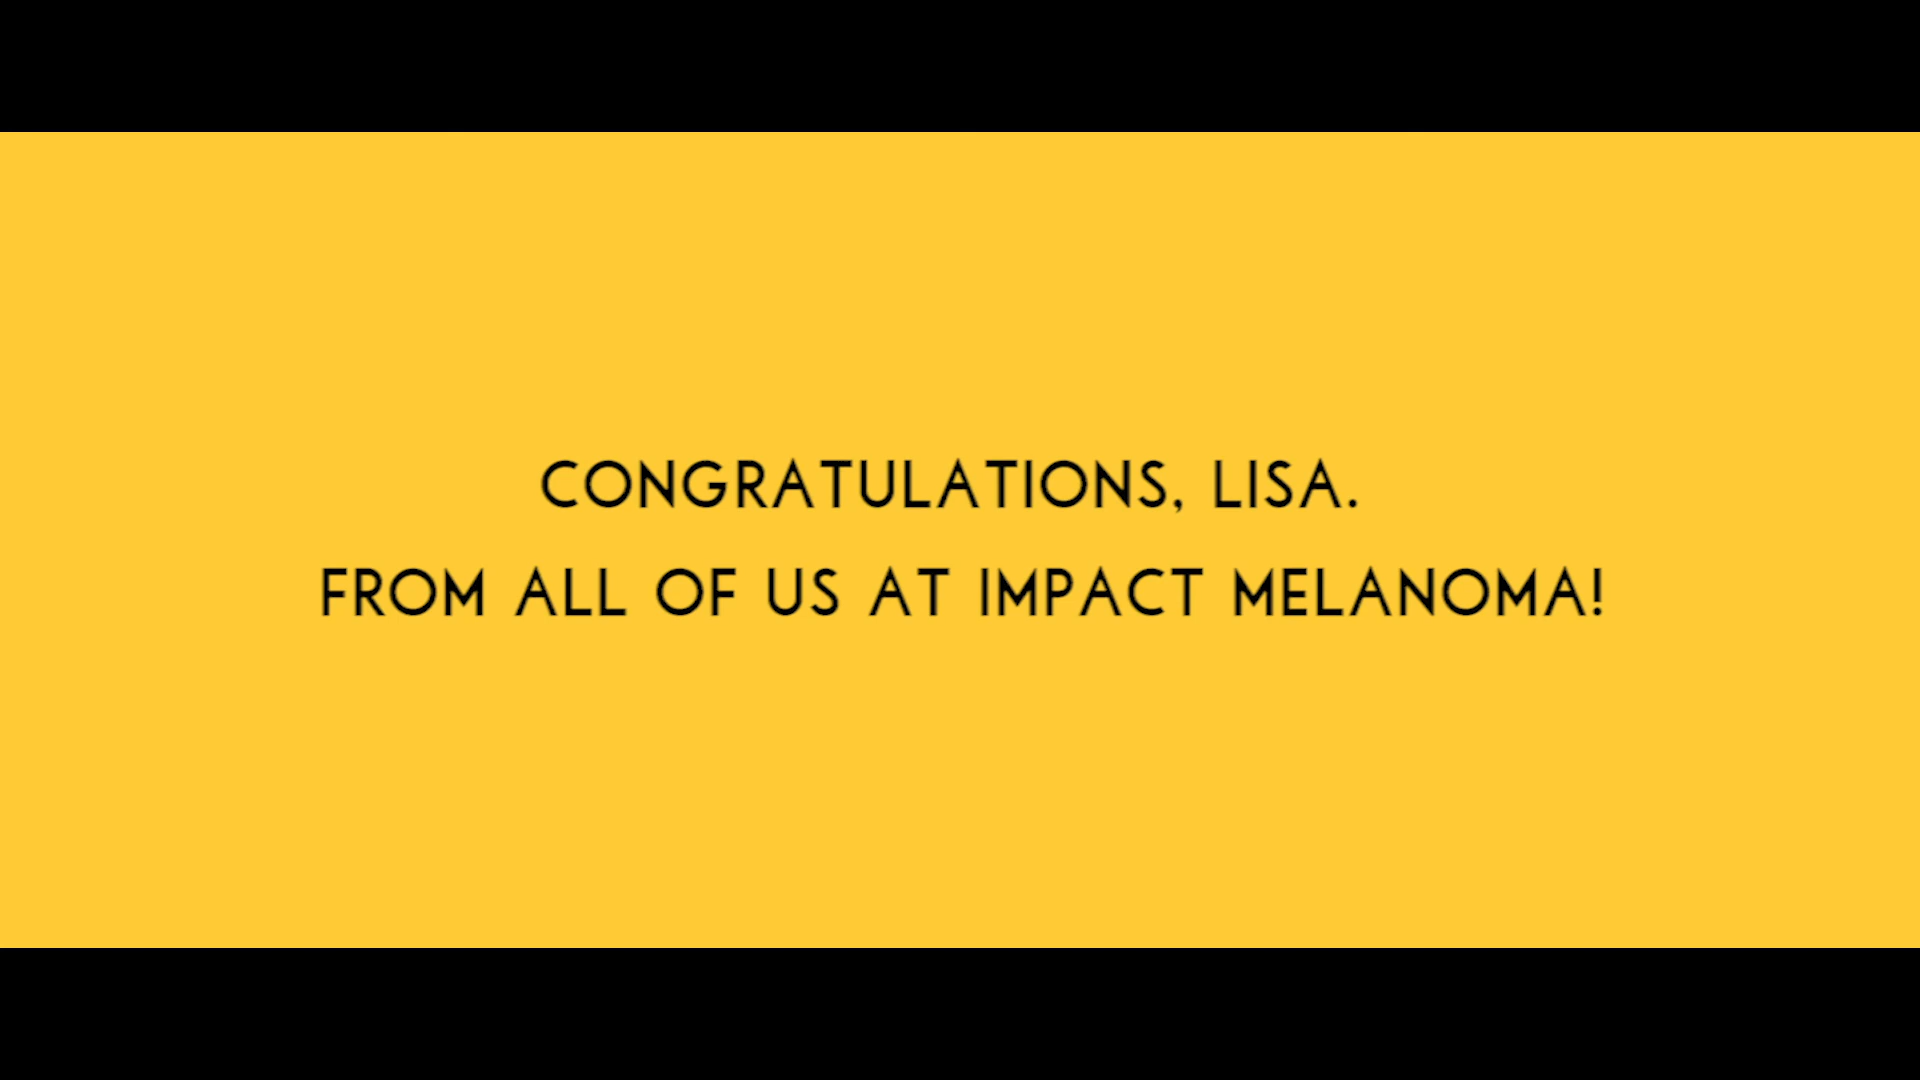 CONGRATULATIONS, LISA.
FROM ALL OF US AT IMPACT MELANOMA!